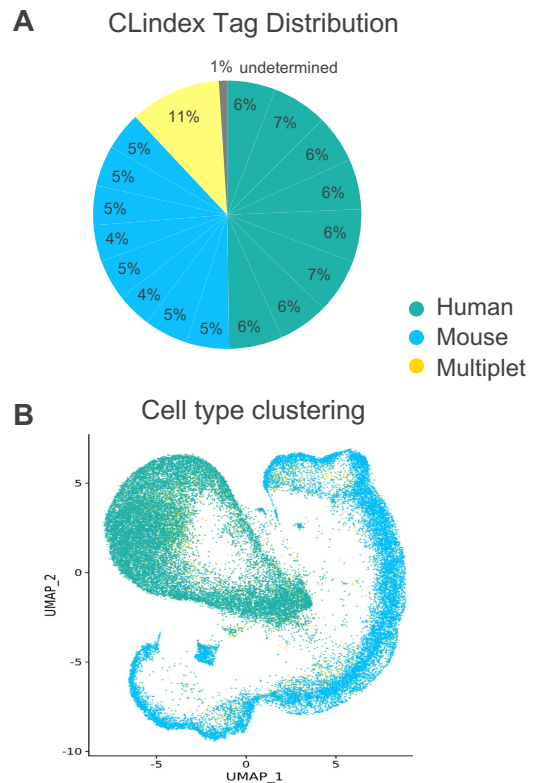 A
CLindex Tag Distribution
1% undetermined
6%
7%
6%
6%
6%
7%
6%
6%
5%
5%
4%
5%
4%
5%
5%
5%
11%
Human
Mouse
Multiplet
B
Cell type clustering
UMAP_2
5
0
-5
-10
-5
0
5
UMAP_1